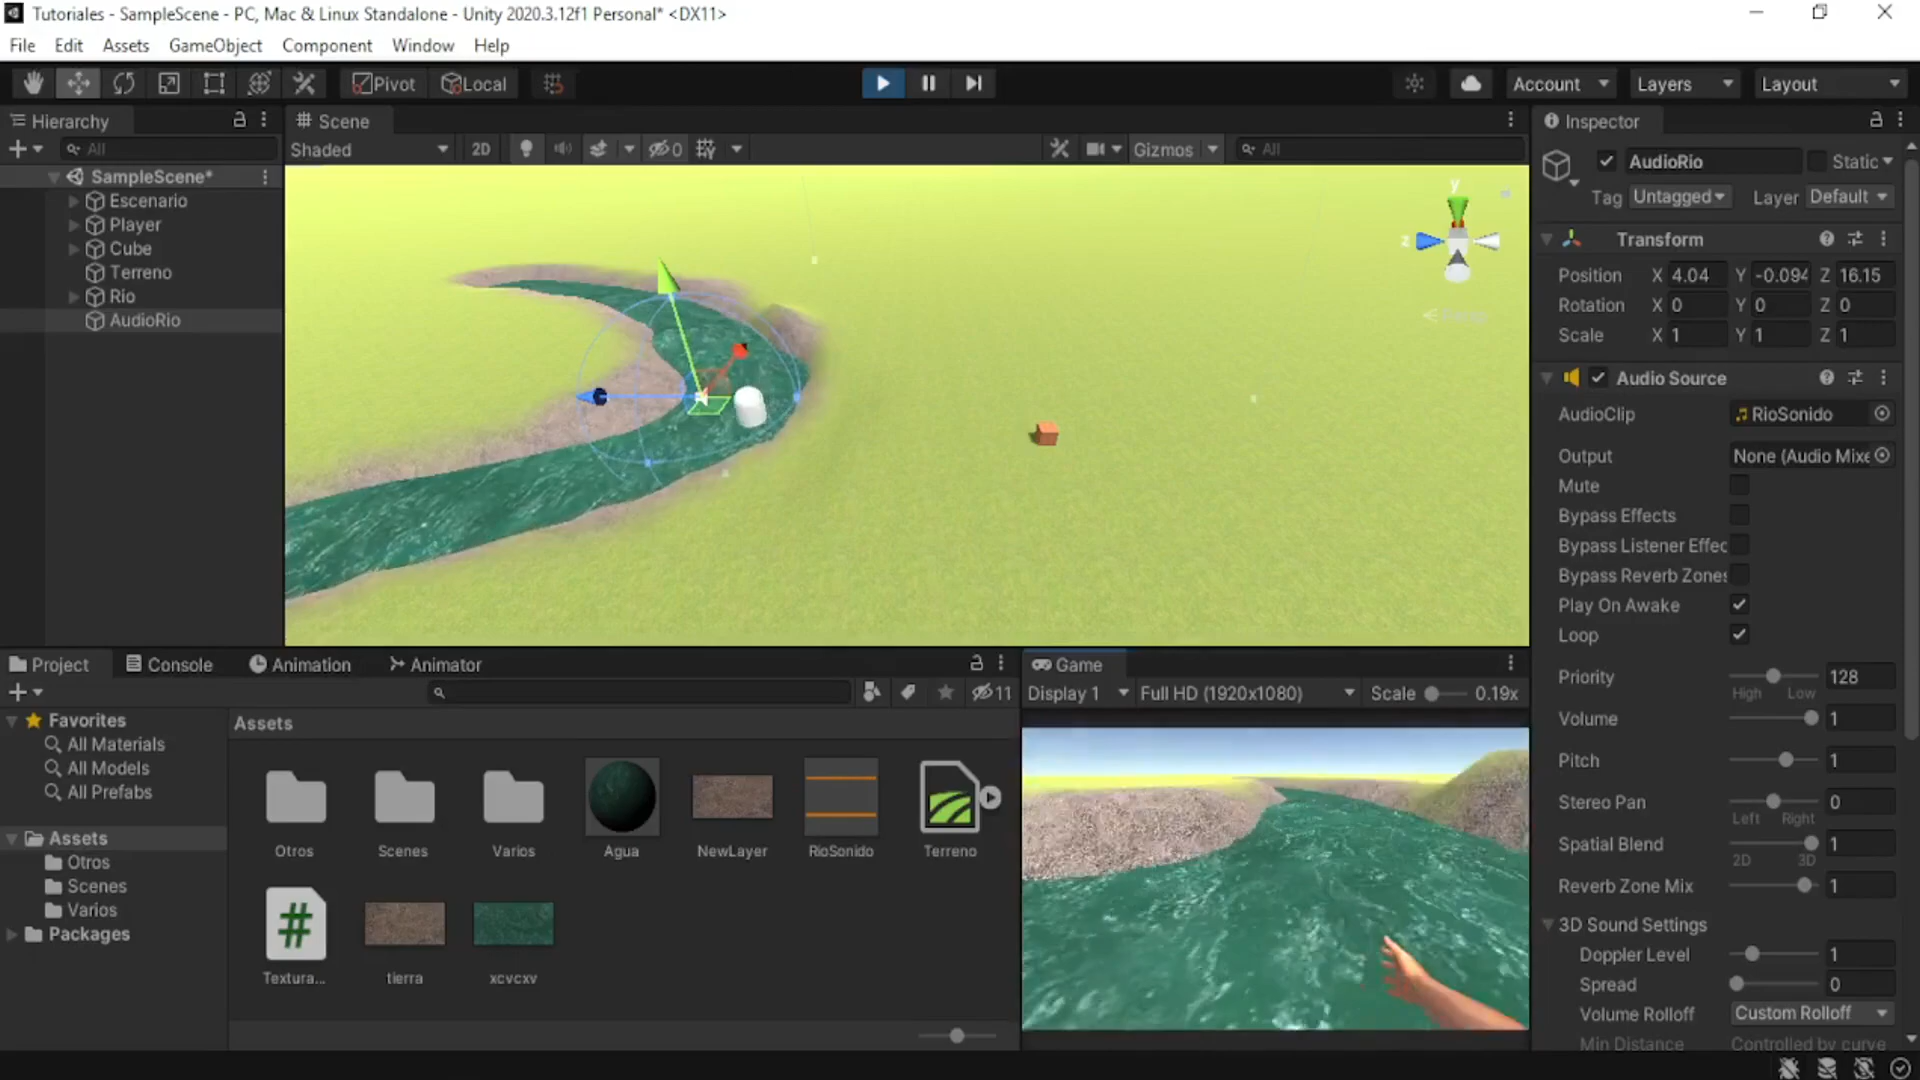 Tutoriales - SampleScene - PC, Mac & Linux Standalone - Unity 2020.3.12f1 Personal* <DX11>
File Edit Assets GameObject Component Window Help
Pivot Local Account Layers Layout
Hierarchy
All
SampleScene*
Escenario
Player
Cube
Terreno
Rio
AudioRio
Scene
Shaded 2D 0 Gizmos All
y
z
Inspector
AudioRio Static
Tag Untagged Layer Default
Transform
Position X 4.04 Y -0.094 Z 16.15
Rotation X 0 Y 0 Z 0
Scale X 1 Y 1 Z 1
Audio Source
AudioClip RioSonido
Output None (Audio Mixe
Mute
Bypass Effects
Bypass Listener Effec
Bypass Reverb Zones
Play On Awake
Loop
Priority 128
High Low
Volume 1
Pitch 1
Stereo Pan 0
Left Right
Spatial Blend 1
2D 3D
Reverb Zone Mix 1
3D Sound Settings
Doppler Level 1
Spread 0
Volume Rolloff Custom Rolloff
Min Distance Controlled by curve
Project Console Animation Animator
11
Favorites
All Materials
All Models
All Prefabs
Assets
Otros
Scenes
Varios
Packages
Assets
Otros Scenes Varios Agua NewLayer RioSonido Terreno
#
Textura... tierra xcvcxv
Game
Display 1 Full HD (1920x1080) Scale 0.19x